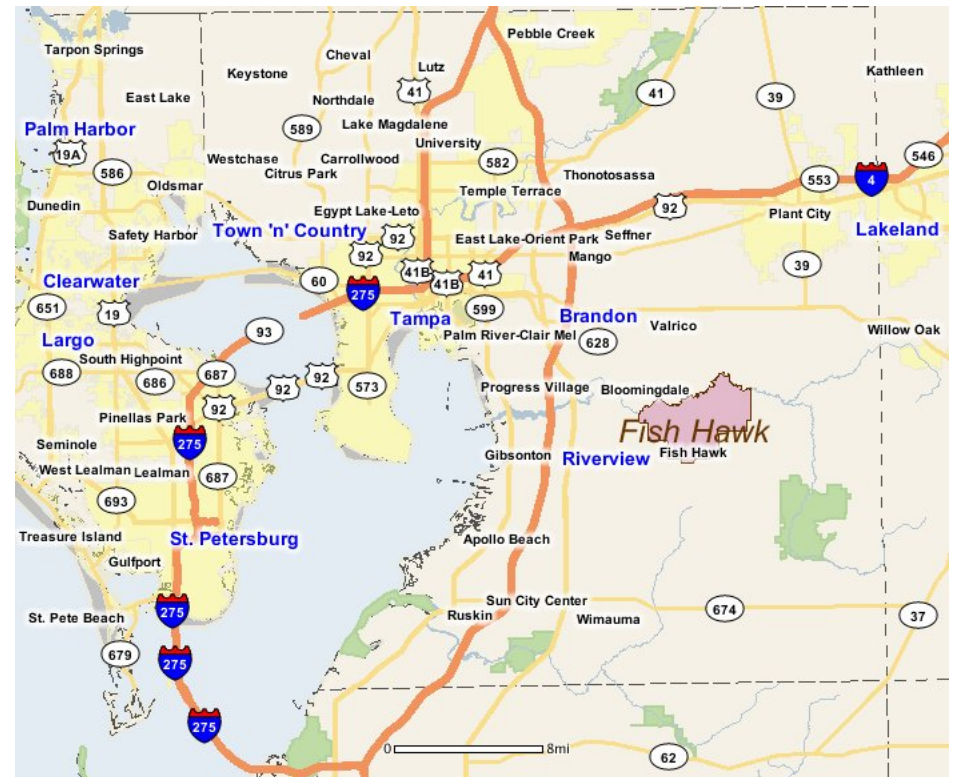 Pebble Creek
Tarpon Springs
Cheval
Keystone
Lutz
Kathleen
41
41
39
East Lake
Northdale
Palm Harbor
589
Lake Magdalene
University
19A
586
Westchase
Carrollwood
582
546
Citrus Park
Thonotosassa
553
4
Oldsmar
Temple Terrace
Dunedin
Egypt Lake-Leto
92
Plant City
Safety Harbor
Town 'n' Country
92
East Lake-Orient Park
Seffner
Lakeland
92
Mango
41B
41
39
Clearwater
60
275
41B
651
19
599
Tampa
Brandon
Valrico
93
Palm River-Clair Mel
628
Willow Oak
Largo
South Highpoint
688
686
687
92
92
573
Progress Village
Bloomingdale
92
Pinellas Park
Fish Hawk
275
Seminole
Gibsonton
Riverview
Fish Hawk
West Lealman
Lealman
687
693
Treasure Island
St. Petersburg
Apollo Beach
Gulfport
275
Sun City Center
St. Pete Beach
Ruskin
Wimauma
674
37
679
275
275
0
8mi
62